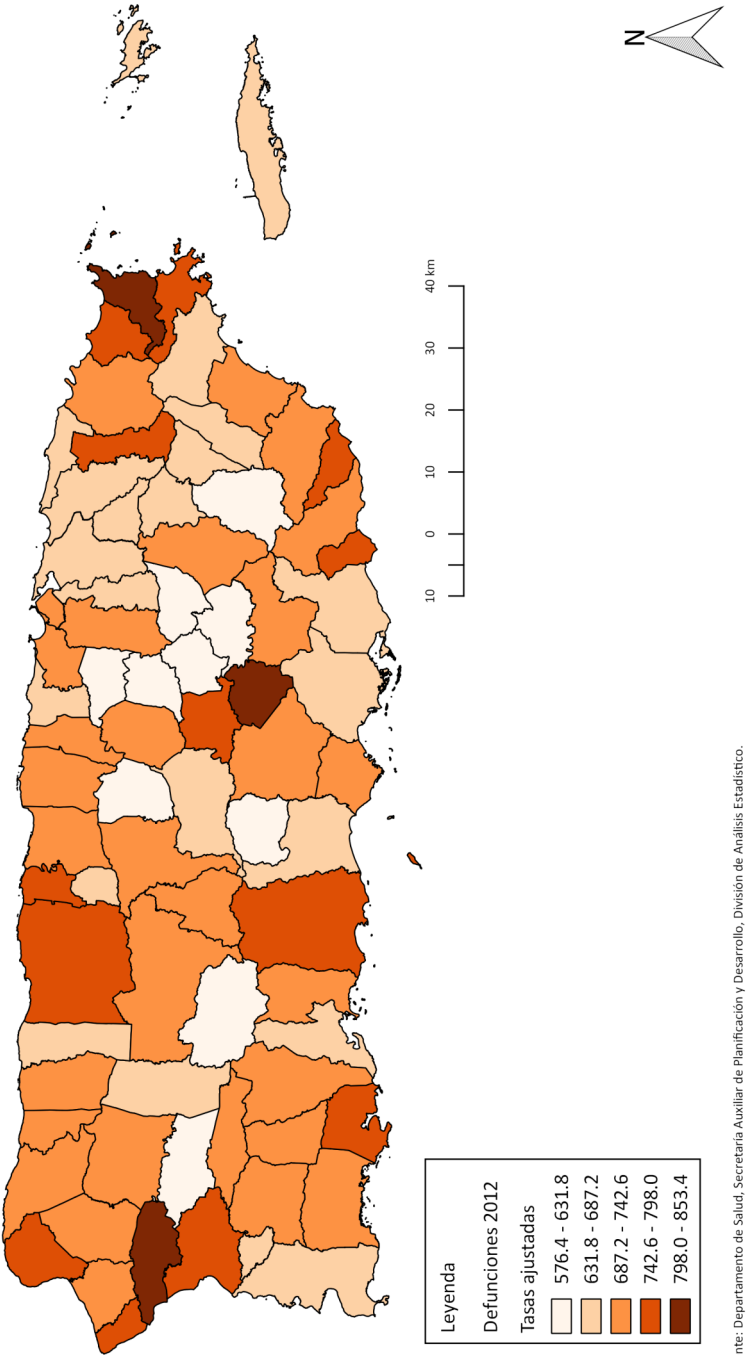 N
10 0 10 20 30 40 km
Leyenda
Defunciones 2012
Tasas ajustadas
576.4 - 631.8
631.8 - 687.2
687.2 - 742.6
742.6 - 798.0
798.0 - 853.4
nte: Departamento de Salud, Secretaría Auxiliar de Planificación y Desarrollo, División de Análisis Estadístico.